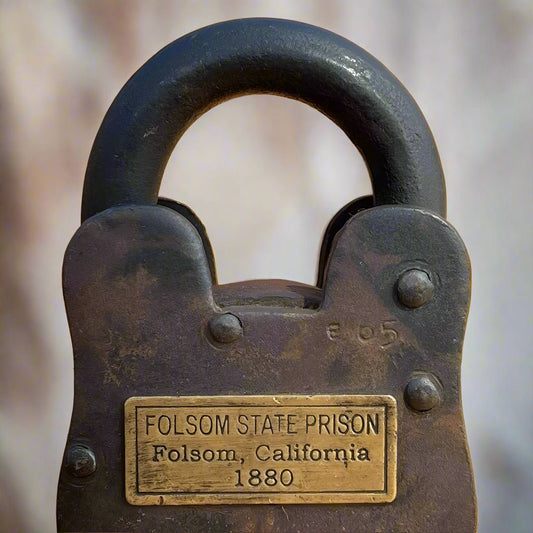 E 05
FOLSOM STATE PRISON
Folsom, California
1880